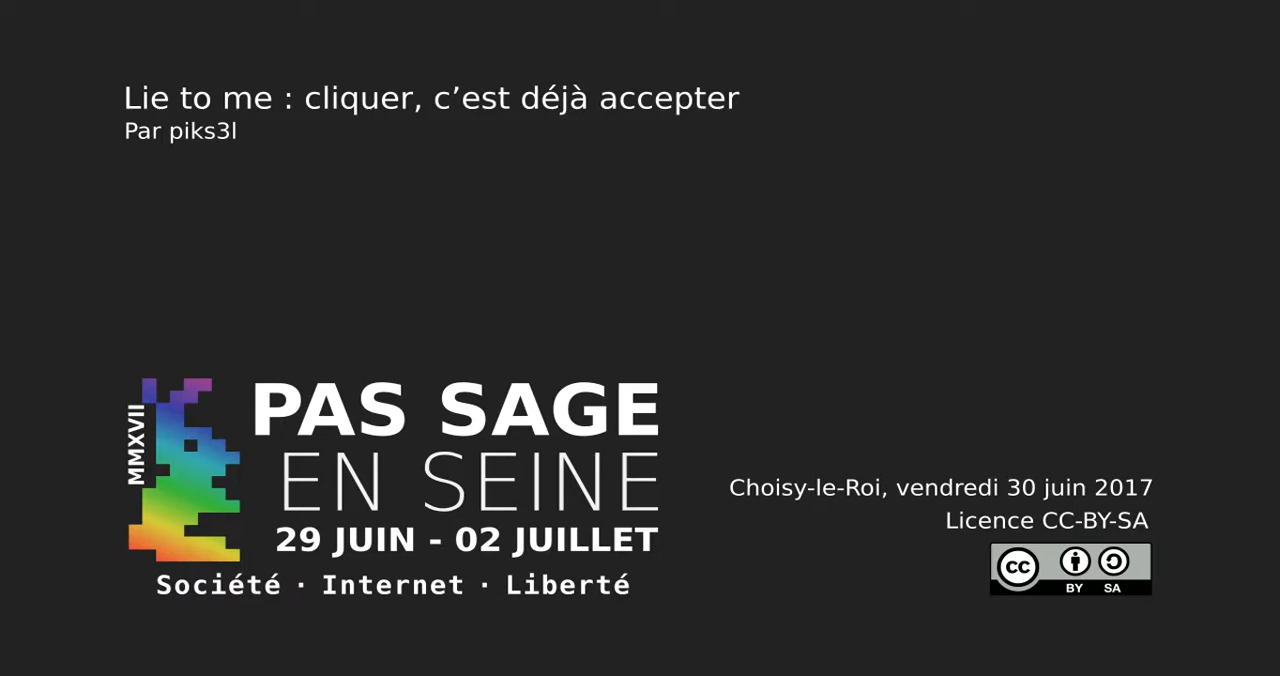 Lie to me : cliquer, c’est déjà accepter
Par piks3l
MMXVII
PAS SAGE
EN SEINE
29 JUIN - 02 JUILLET
Société · Internet · Liberté
Choisy-le-Roi, vendredi 30 juin 2017
Licence CC-BY-SA
cc
BY SA